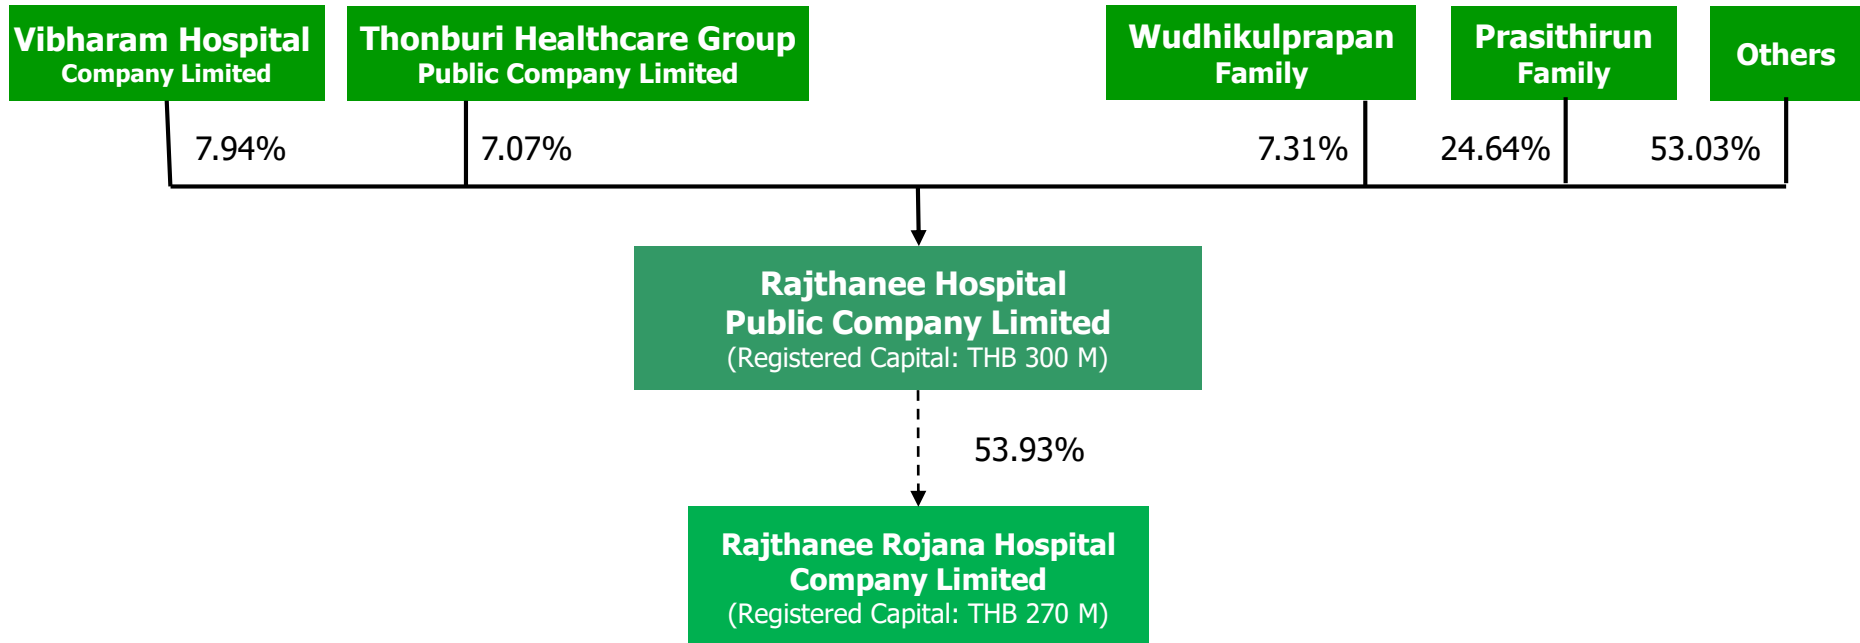 Vibharam Hospital
Company Limited
Thonburi Healthcare Group
Public Company Limited
Wudhikulprapan
Family
Prasithirun
Family
Others
7.94%
7.07%
7.31%
24.64%
53.03%
Rajthanee Hospital
Public Company Limited
(Registered Capital: THB 300 M)
53.93%
Rajthanee Rojana Hospital
Company Limited
(Registered Capital: THB 270 M)